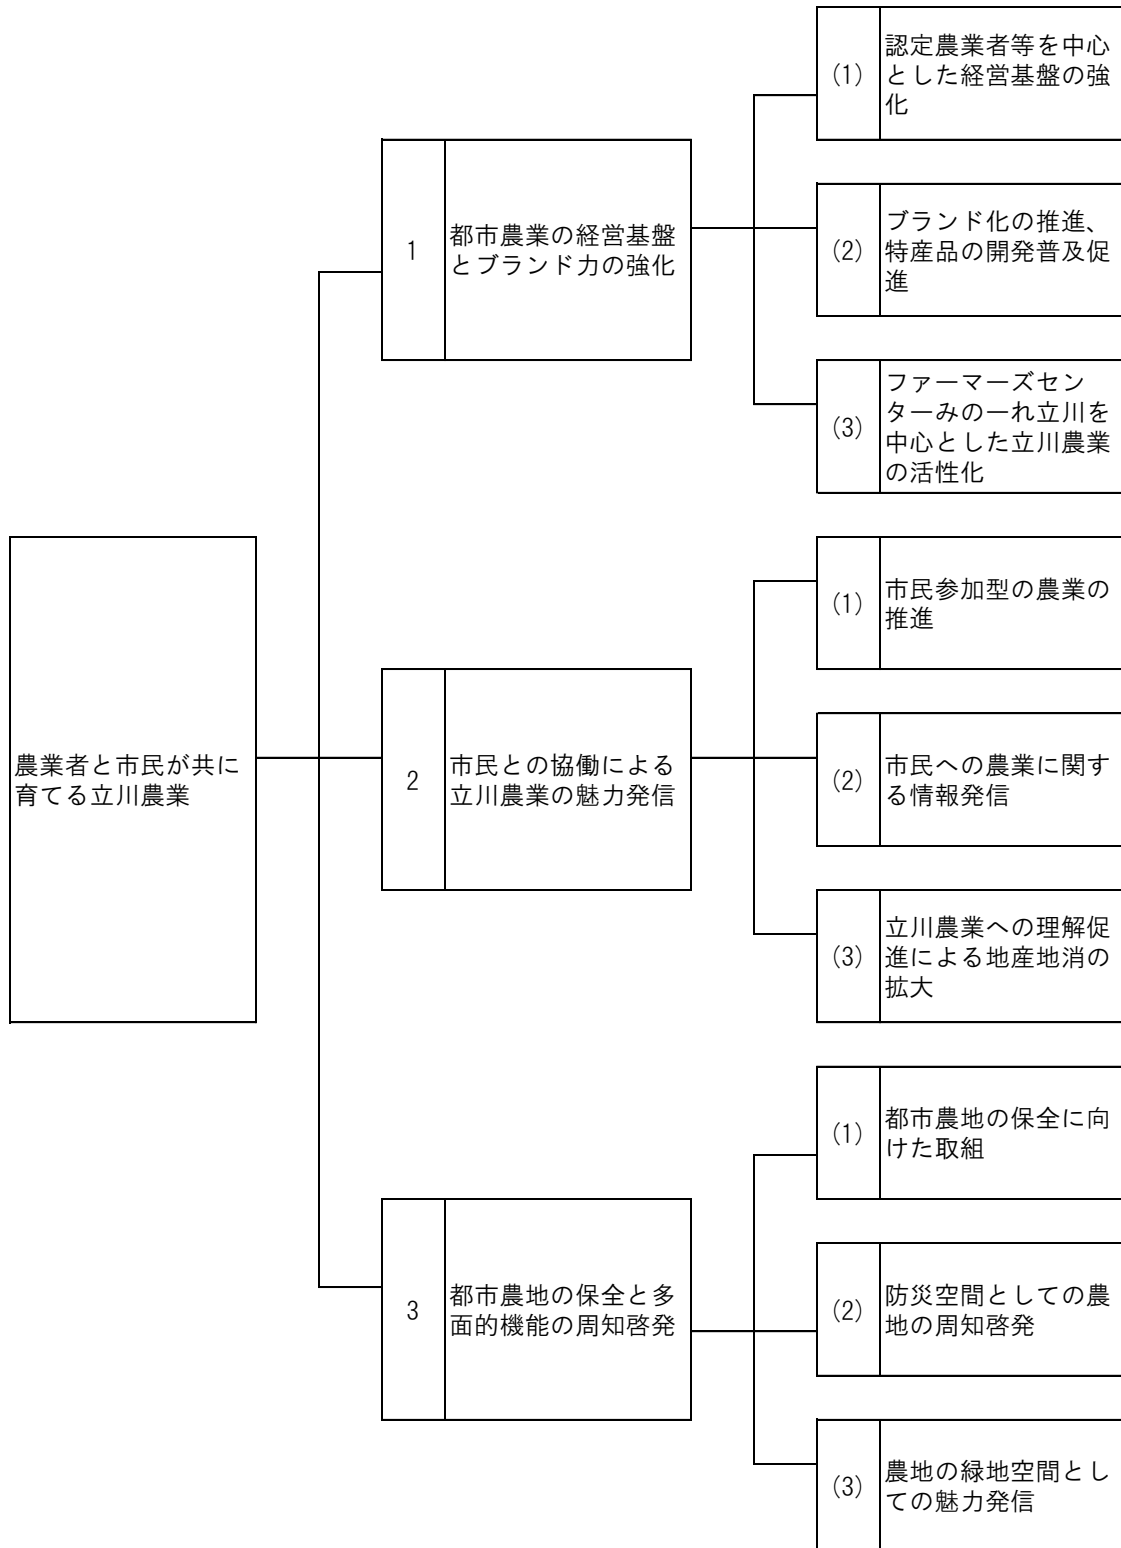 農業者と市民が共に
育てる立川農業
1
都市農業の経営基盤
とブランド力の強化
(1)
認定農業者等を中心
とした経営基盤の強
化
(2)
ブランド化の推進、
特産品の開発普及促
進
(3)
ファーマーズセン
ターみのーれ立川を
中心とした立川農業
の活性化
2
市民との協働による
立川農業の魅力発信
(1)
市民参加型の農業の
推進
(2)
市民への農業に関す
る情報発信
(3)
立川農業への理解促
進による地産地消の
拡大
3
都市農地の保全と多
面的機能の周知啓発
(1)
都市農地の保全に向
けた取組
(2)
防災空間としての農
地の周知啓発
(3)
農地の緑地空間とし
ての魅力発信